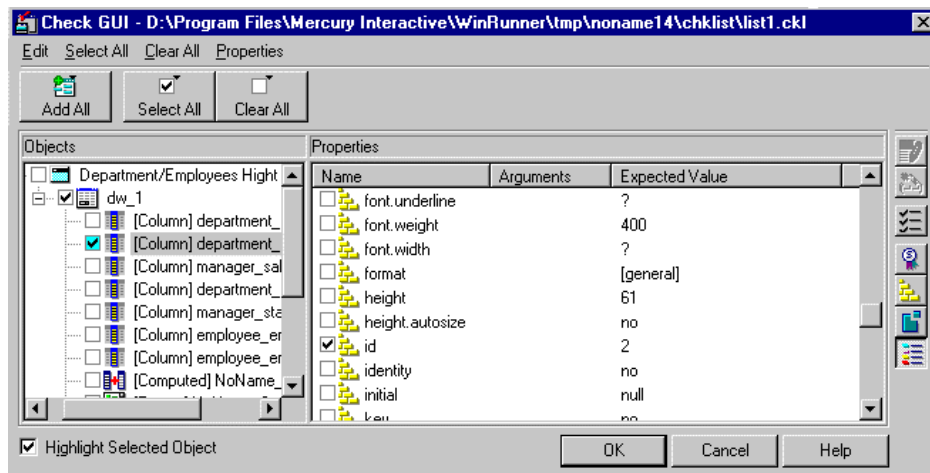 Check GUI - D:\Program Files\Mercury Interactive\WinRunner\tmp\noname14\chklist\list1.ckl
Edit Select All Clear All Properties
Add All Select All Clear All
Objects
Department/Employees Hight
dw_1
[Column] department_
[Column] department_
[Column] manager_sal
[Column] department_
[Column] manager_sta
[Column] employee_er
[Column] employee_er
[Computed] NoName_
Properties
Name Arguments Expected Value
font.underline ?
font.weight 400
font.width ?
format [general]
height 61
height.autosize no
id 2
identity no
initial null
key no
Highlight Selected Object
OK Cancel Help